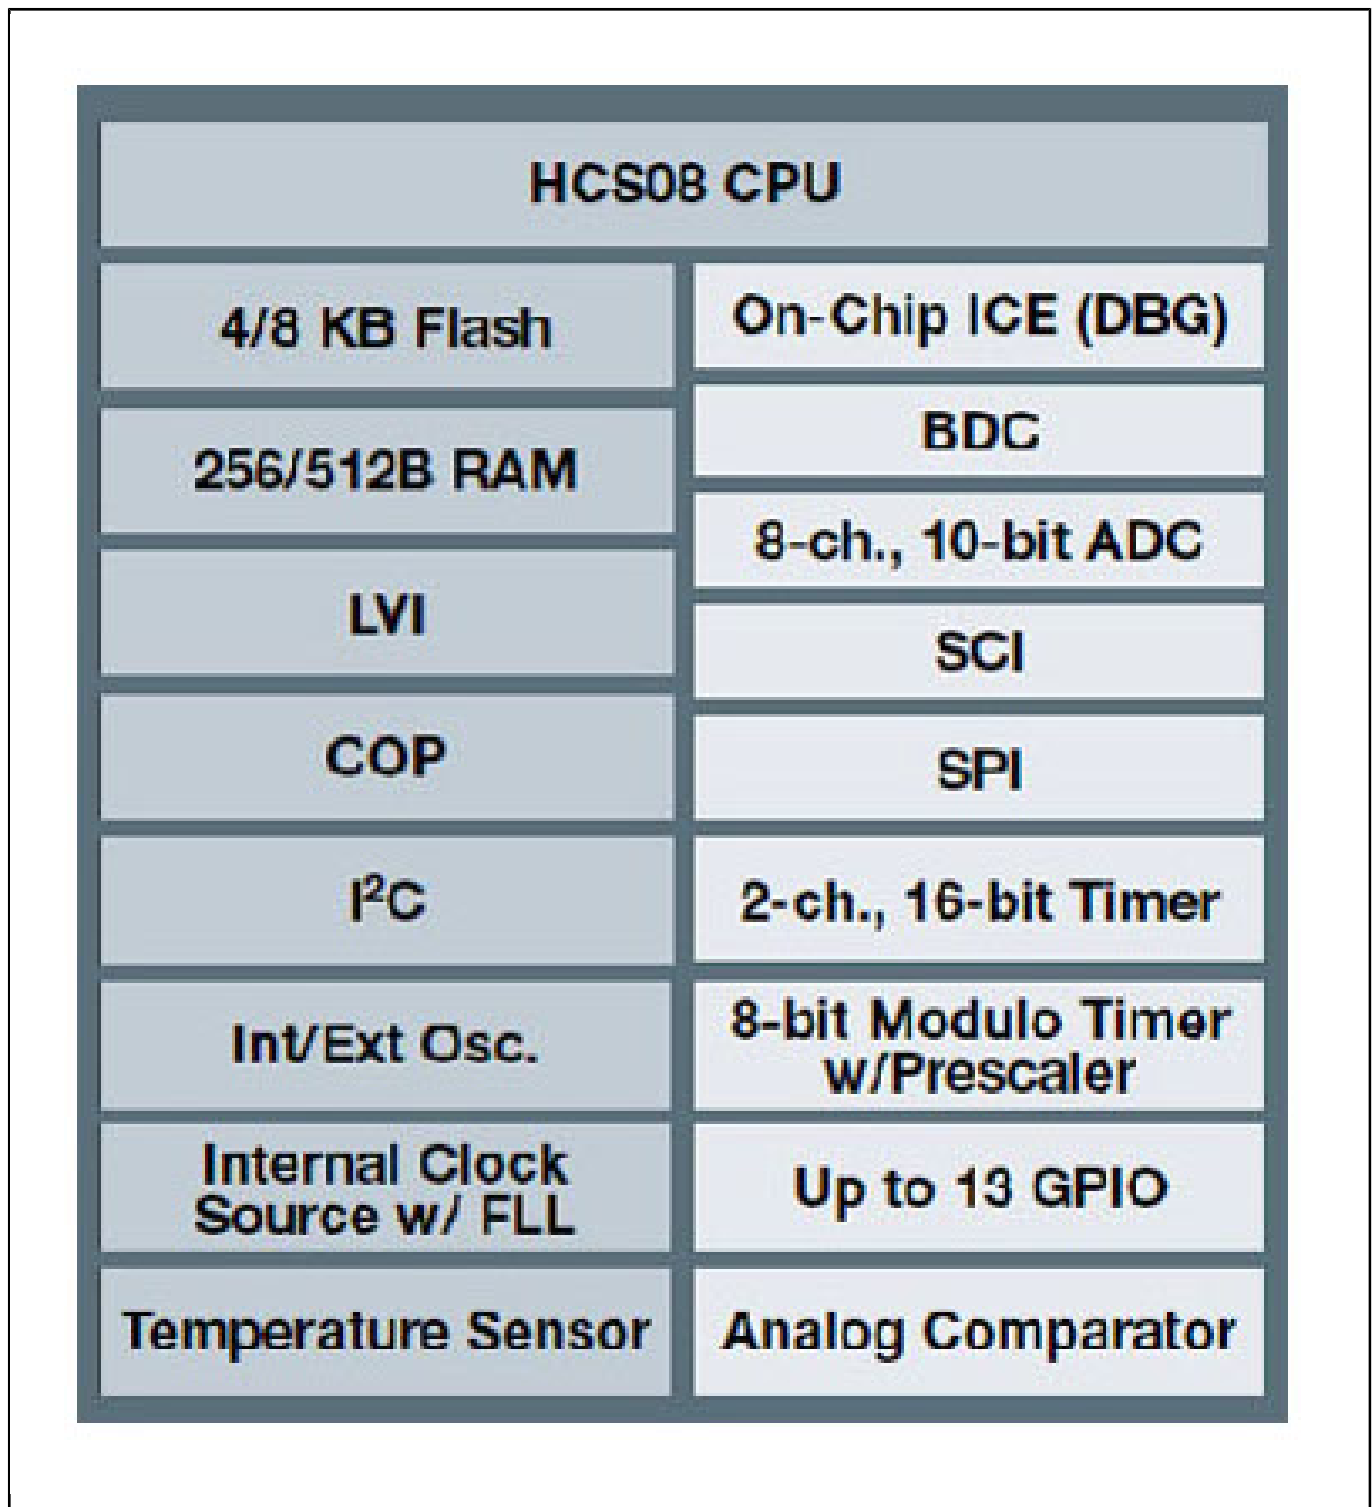 HCS08 CPU
4/8 KB Flash
256/512B RAM
LVI
COP
I²C
Int/Ext Osc.
Internal Clock
Source w/ FLL
Temperature Sensor
On-Chip ICE (DBG)
BDC
8-ch., 10-bit ADC
SCI
SPI
2-ch., 16-bit Timer
8-bit Modulo Timer
w/Prescaler
Up to 13 GPIO
Analog Comparator